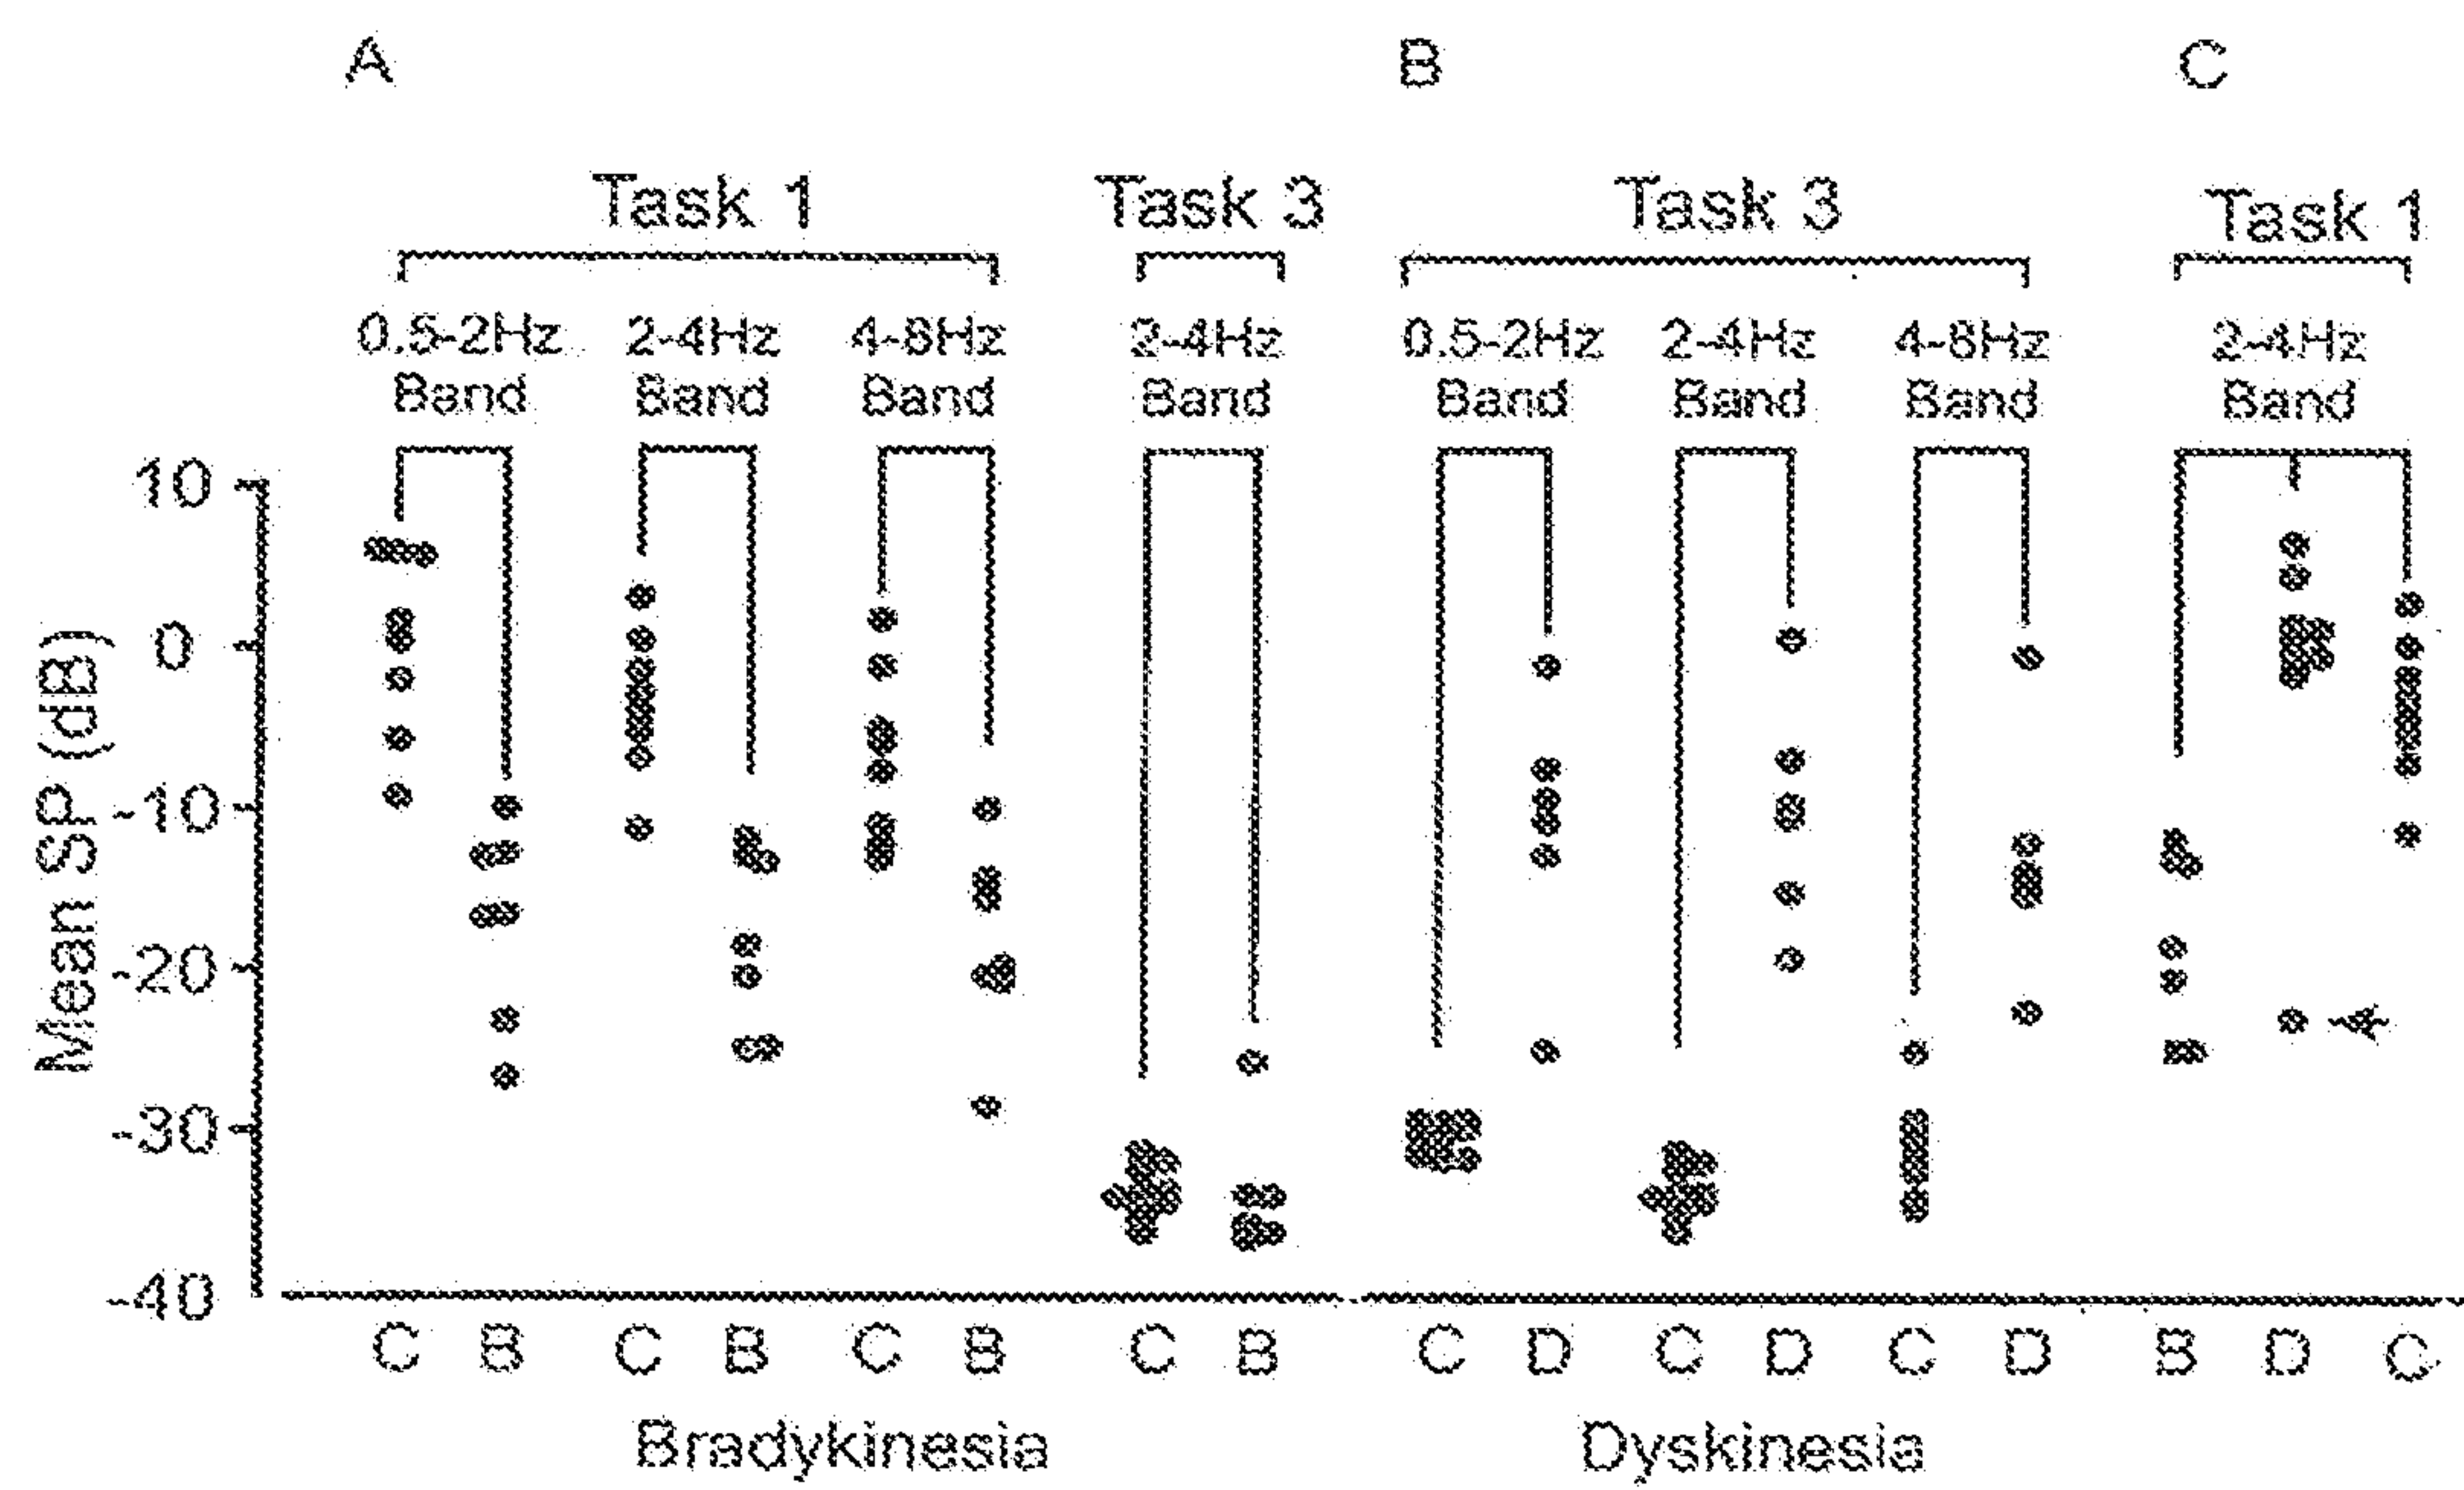 A B C
Task 1 Task 3 Task 3 Task 1
0.5-2Hz 2-4Hz 4-8Hz 2-4Hz 0.5-2Hz 2-4Hz 4-8Hz 2-4Hz
Band Band Band Band Band Band Band Band
10
0
-10
-20
-30
-40
Mean SP (dB)
C B C B C B C B C D C D C D B D C
Bradykinesia Dyskinesia